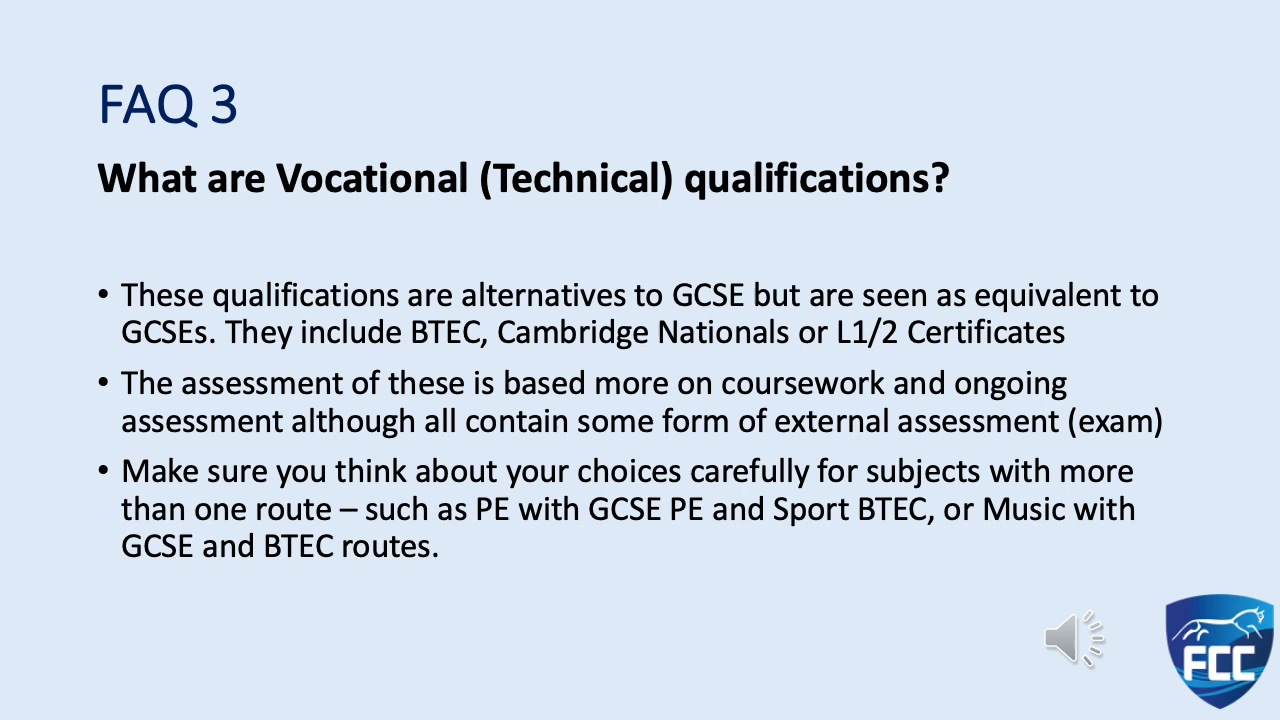 FAQ 3
What are Vocational (Technical) qualifications?
• These qualifications are alternatives to GCSE but are seen as equivalent to
GCSEs. They include BTEC, Cambridge Nationals or L1/2 Certificates
• The assessment of these is based more on coursework and ongoing
assessment although all contain some form of external assessment (exam)
• Make sure you think about your choices carefully for subjects with more
than one route – such as PE with GCSE PE and Sport BTEC, or Music with
GCSE and BTEC routes.
FCC